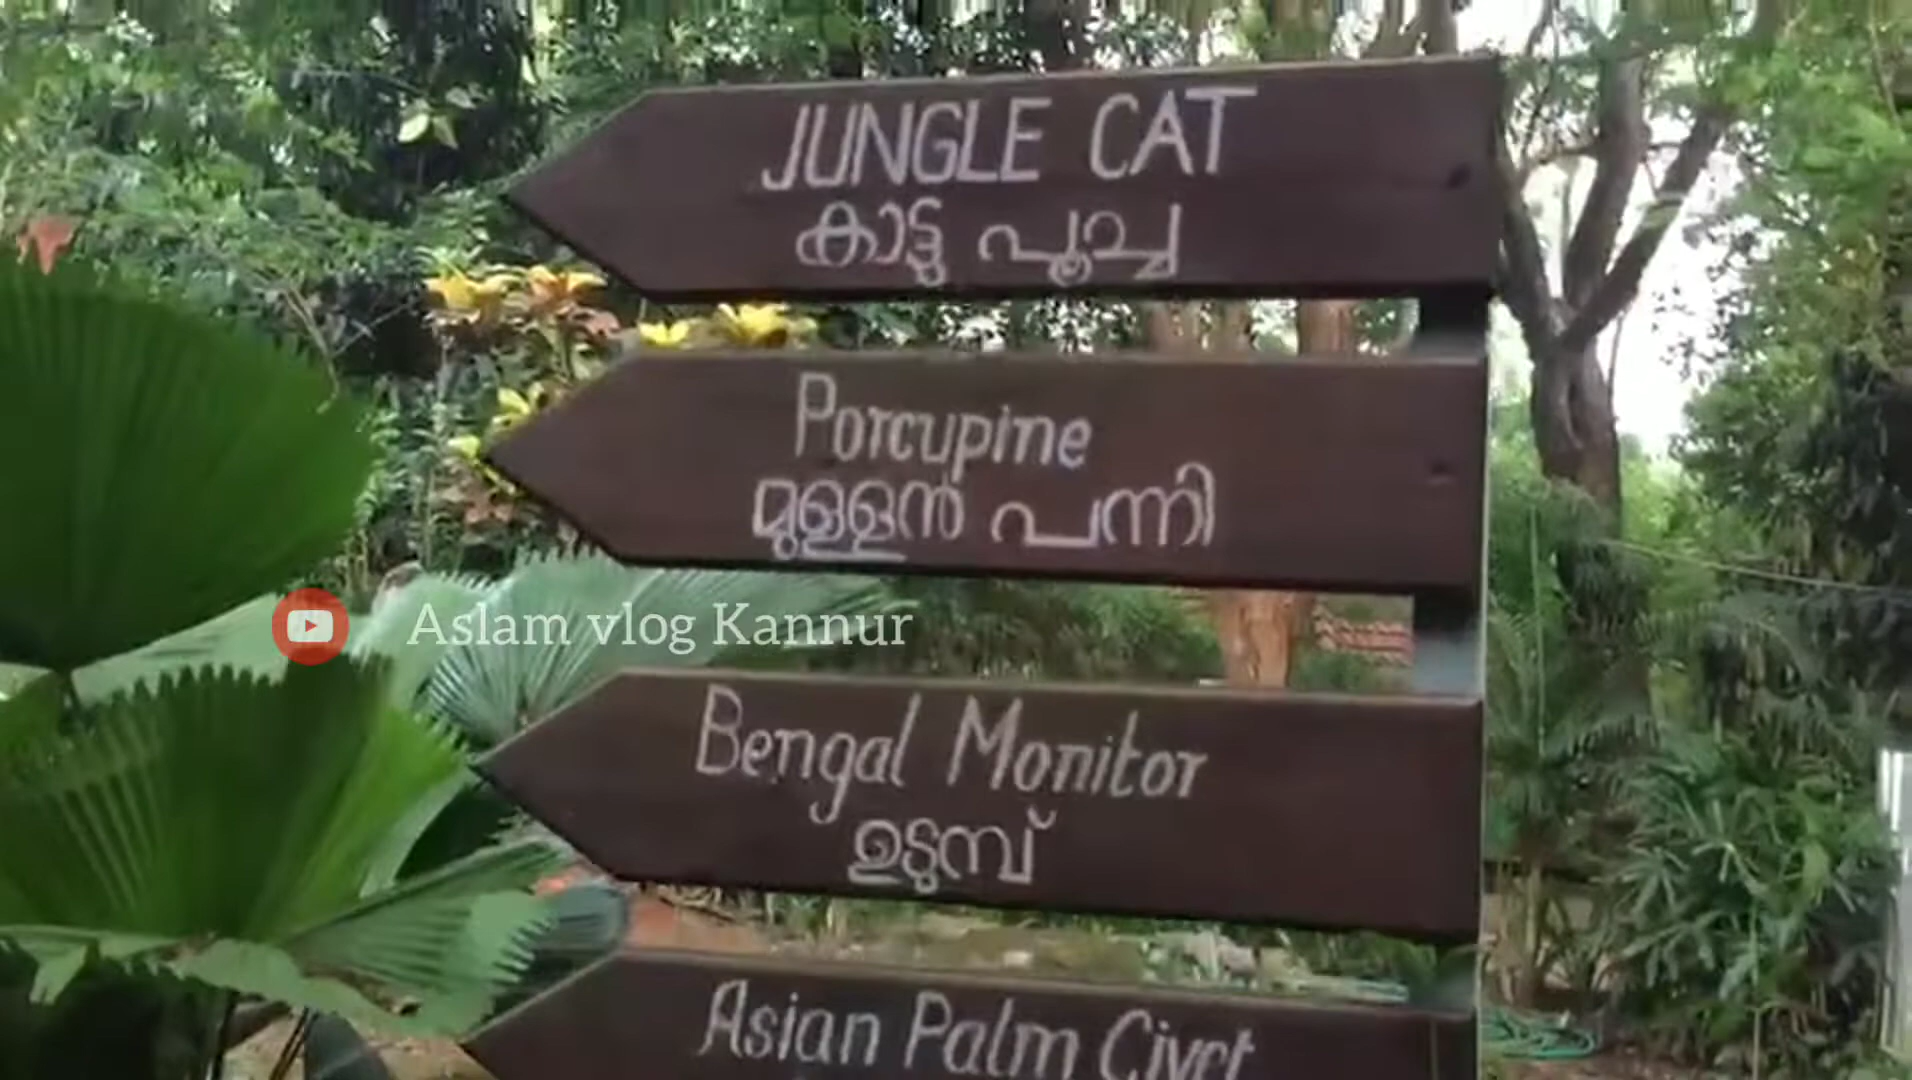 JUNGLE CAT
കാട്ടു പൂച്ച
Porcupine
മുള്ളൻ പന്നി
Aslam vlog Kannur
Bengal Monitor
ഉടുമ്പ്
Asian Palm Civet